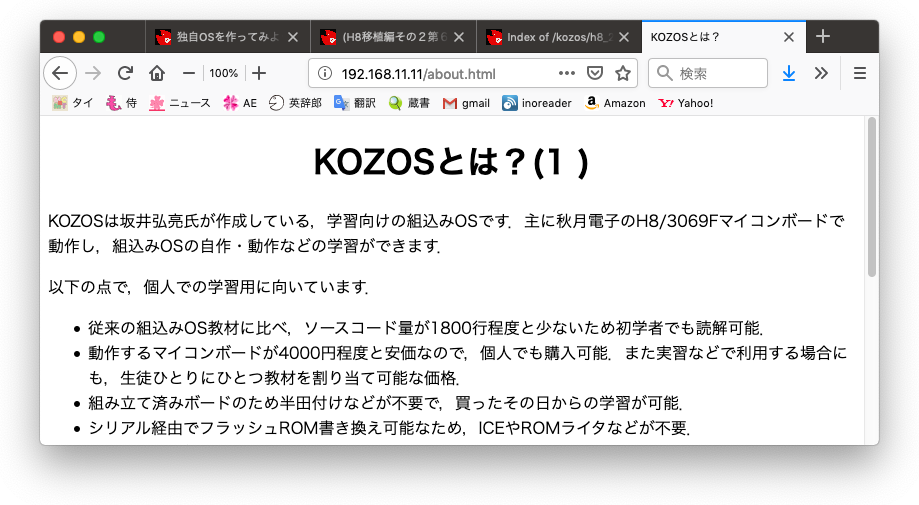 独自OSを作ってみよ
(H8移植編その２第６
Index of /kozos/h8_2
KOZOSとは？
100%
192.168.11.11/about.html
検索
タイ
侍
ニュース
AE
英辞郎
翻訳
蔵書
gmail
inoreader
Amazon
Yahoo!
KOZOSとは？(1 )
KOZOSは坂井弘亮氏が作成している，学習向けの組込みOSです．主に秋月電子のH8/3069Fマイコンボードで
動作し，組込みOSの自作・動作などの学習ができます．
以下の点で，個人での学習用に向いています．
• 従来の組込みOS教材に比べ，ソースコード量が1800行程度と少ないため初学者でも読解可能．
• 動作するマイコンボードが4000円程度と安価なので，個人でも購入可能．また実習などで利用する場合に
も，生徒ひとりにひとつ教材を割り当て可能な価格．
• 組み立て済みボードのため半田付けなどが不要で，買ったその日からの学習が可能．
• シリアル経由でフラッシュROM書き換え可能なため，ICEやROMライタなどが不要．